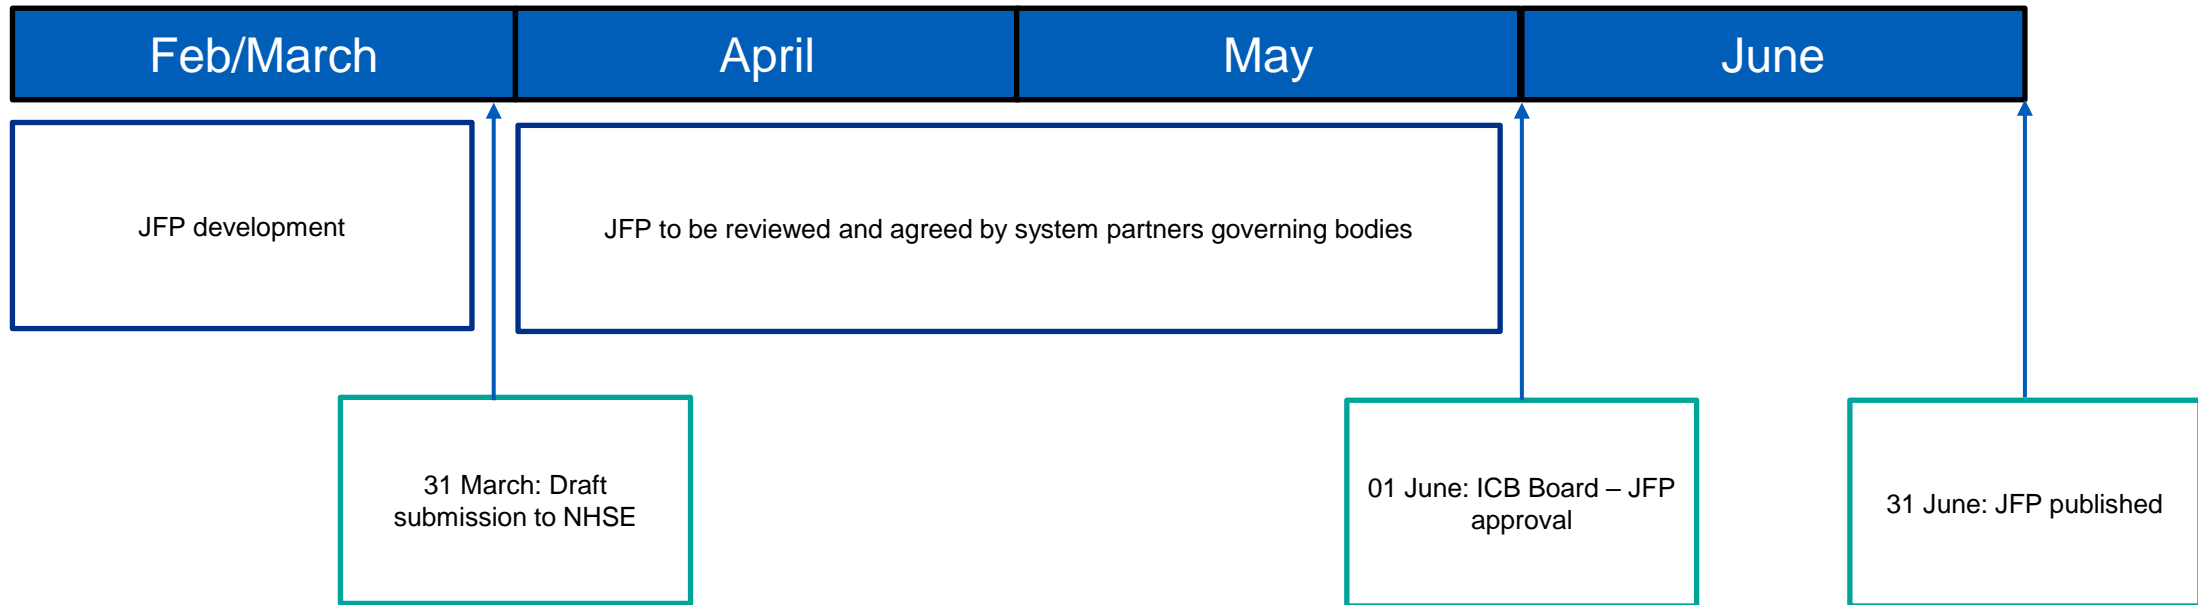 Feb/March
April
May
June
JFP development
JFP to be reviewed and agreed by system partners governing bodies
31 March: Draft
submission to NHSE
01 June: ICB Board – JFP
approval
31 June: JFP published